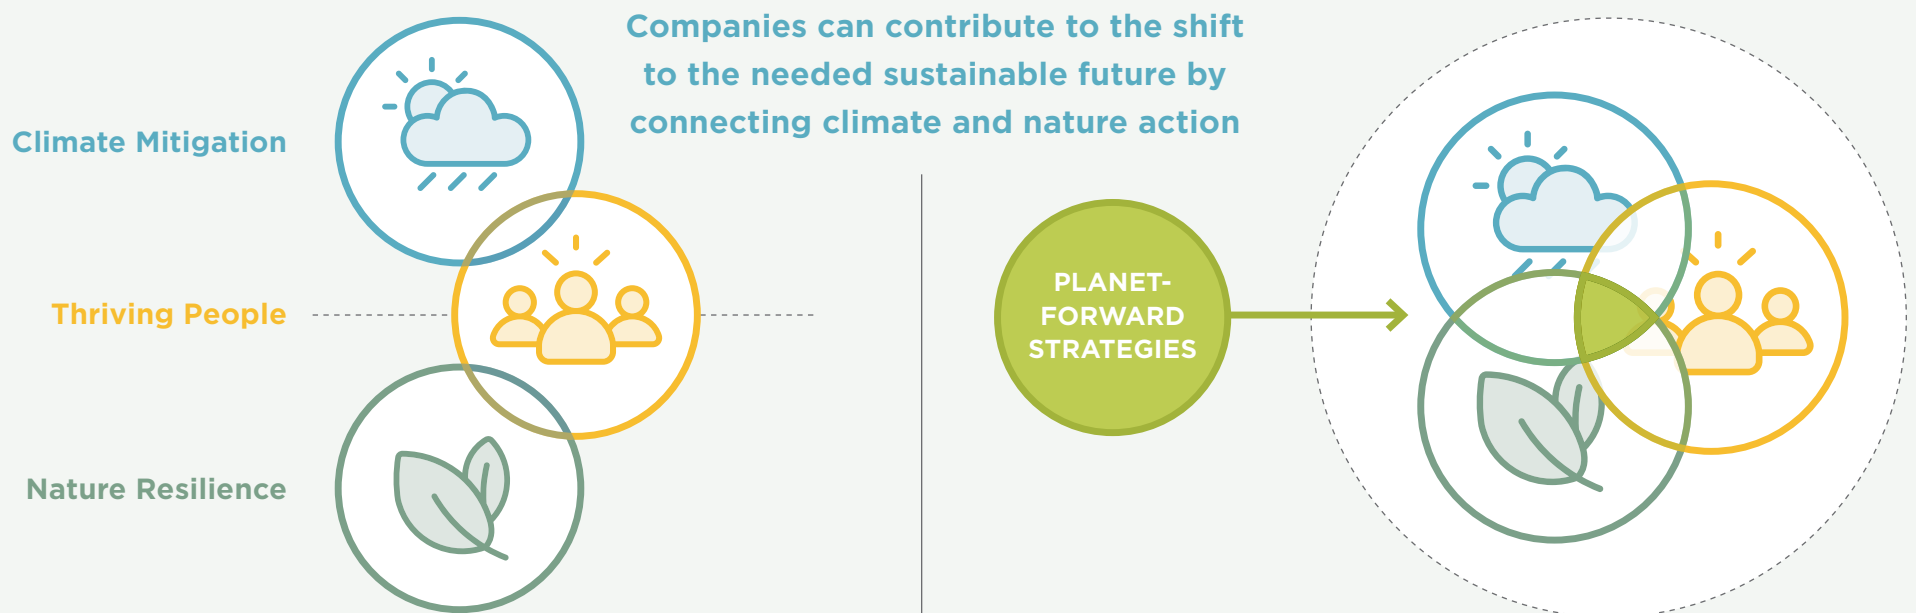 Companies can contribute to the shift
to the needed sustainable future by
connecting climate and nature action
Climate Mitigation
Thriving People
Nature Resilience
PLANET-
FORWARD
STRATEGIES